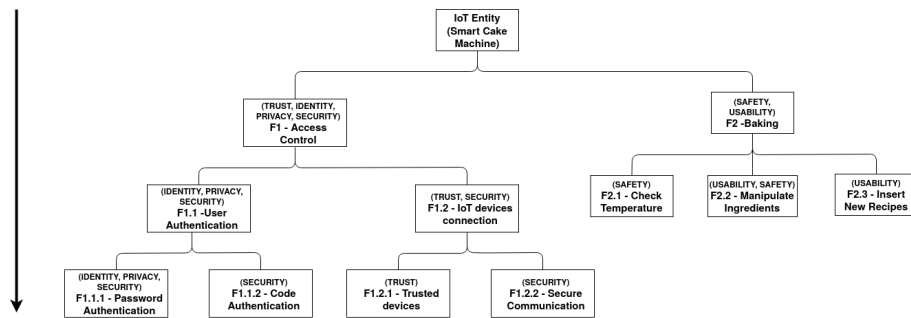 IoT Entity
(Smart Cake
Machine)
(TRUST, IDENTITY,
PRIVACY, SECURITY)
F1 - Access
Control
(SAFETY,
USABILITY)
F2 -Baking
(IDENTITY, PRIVACY,
SECURITY)
F1.1 -User
Authentication
(TRUST, SECURITY)
F1.2 - IoT devices
connection
(SAFETY)
F2.1 - Check
Temperature
(USABILITY, SAFETY)
F2.2 - Manipulate
Ingredients
(USABILITY)
F2.3 - Insert
New Recipes
(IDENTITY, PRIVACY,
SECURITY)
F1.1.1 - Password
Authentication
(SECURITY)
F1.1.2 - Code
Authentication
(TRUST)
F1.2.1 - Trusted
devices
(SECURITY)
F1.2.2 - Secure
Communication